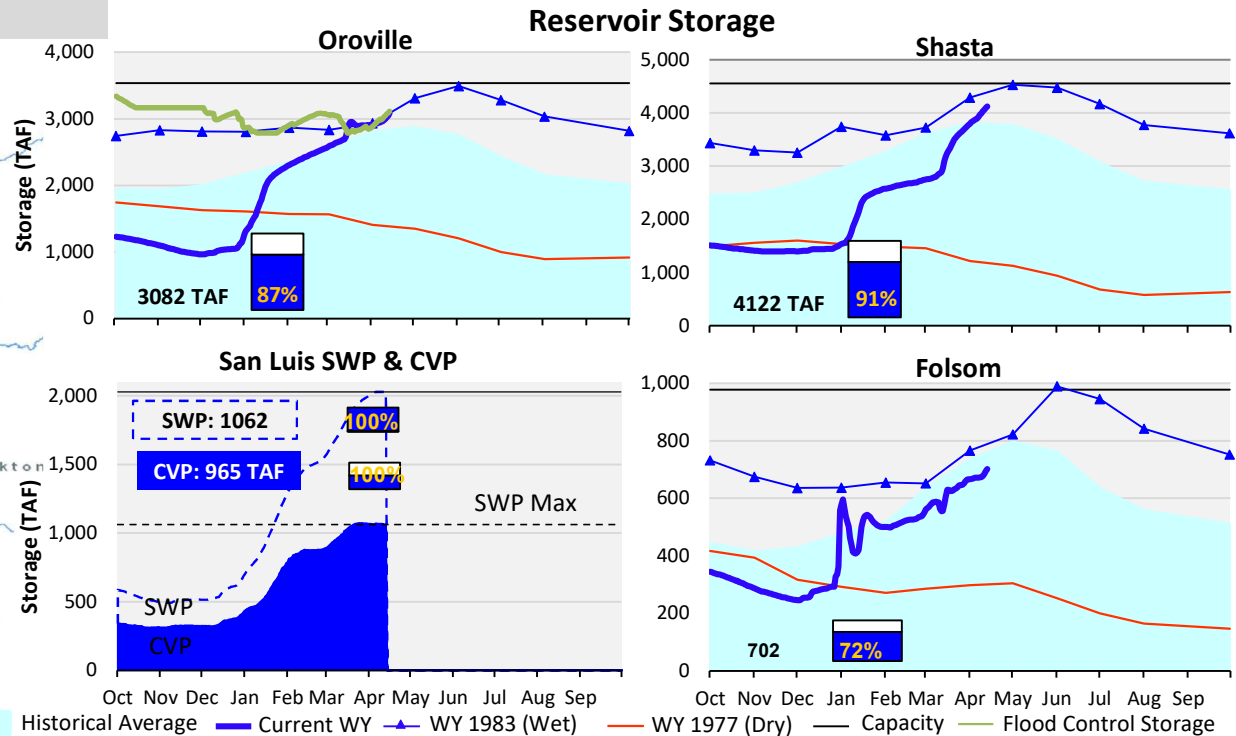 Reservoir Storage
Oroville
Storage (TAF)
4,000
3,000
2,000
1,000
0
3082 TAF
87%
Shasta
5,000
4,000
3,000
2,000
1,000
0
4122 TAF
91%
San Luis SWP & CVP
Storage (TAF)
2,000
1,500
1,000
500
0
SWP: 1062
CVP: 965 TAF
100%
100%
SWP Max
SWP
CVP
Oct Nov Dec Jan Feb Mar Apr May Jun Jul Aug Sep
Folsom
1,000
800
600
400
200
0
702
72%
Oct Nov Dec Jan Feb Mar Apr May Jun Jul Aug Sep
Historical Average Current WY WY 1983 (Wet) WY 1977 (Dry) Capacity Flood Control Storage
kton